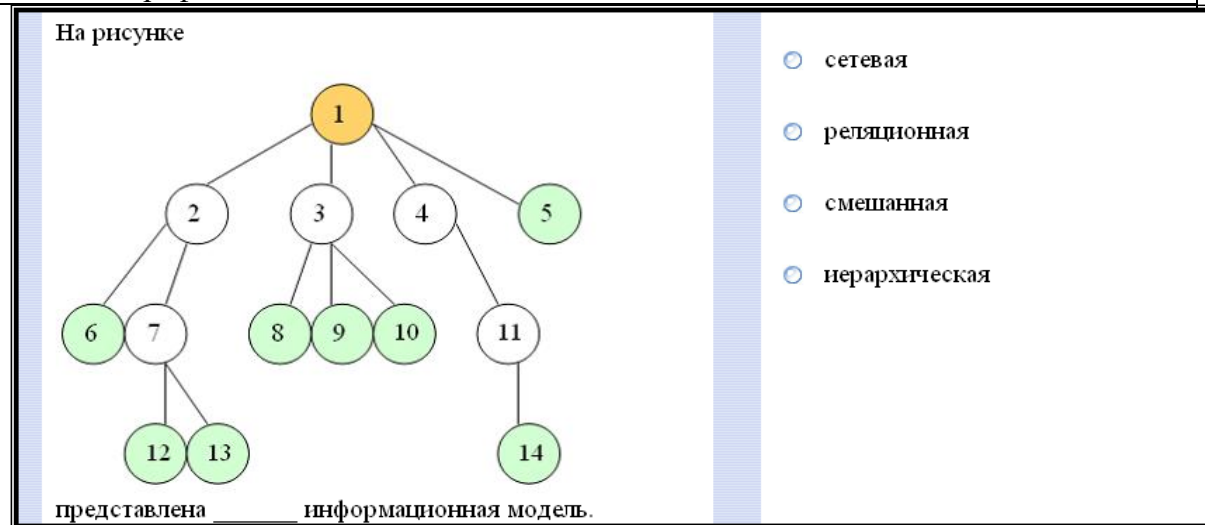 На рисунке
1
2
3
4
5
6
7
8
9
10
11
12
13
14
представлена _______ информационная модель.
сетевая
реляционная
смешанная
иерархическая